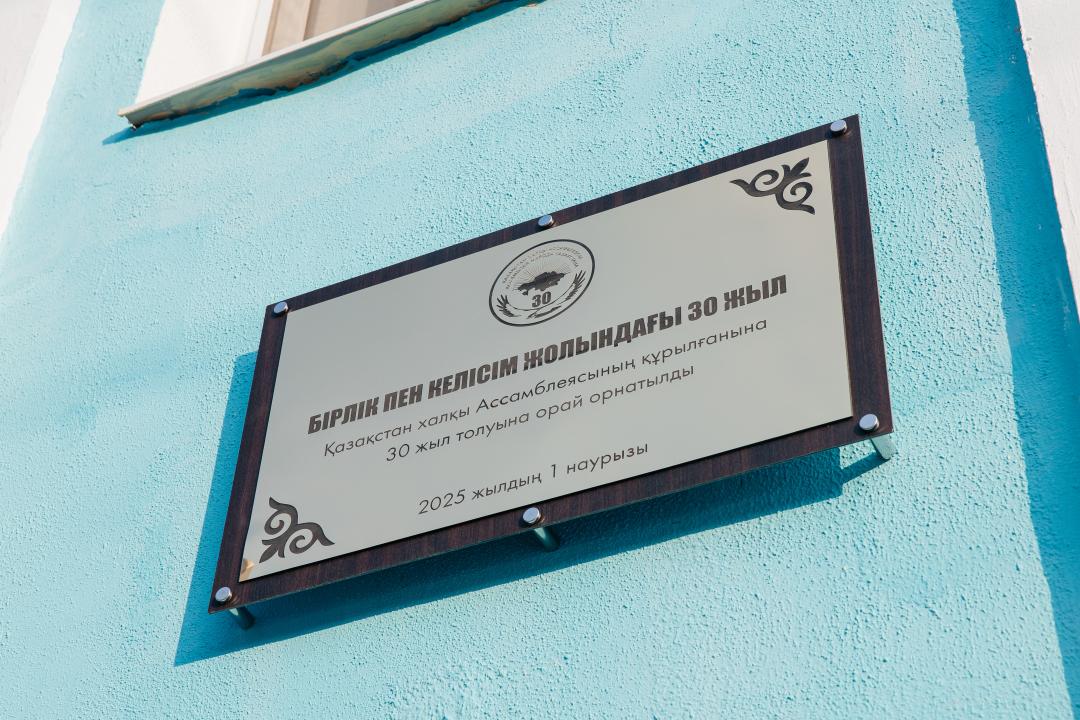 30
БІРЛІК ПЕН КЕЛІСІМ ЖОЛЫНДАҒЫ 30 ЖЫЛ
Қазақстан халқы Ассамблеясының құрылғанына
30 жыл толуына орай орнатылды
2025 жылдың 1 наурызы